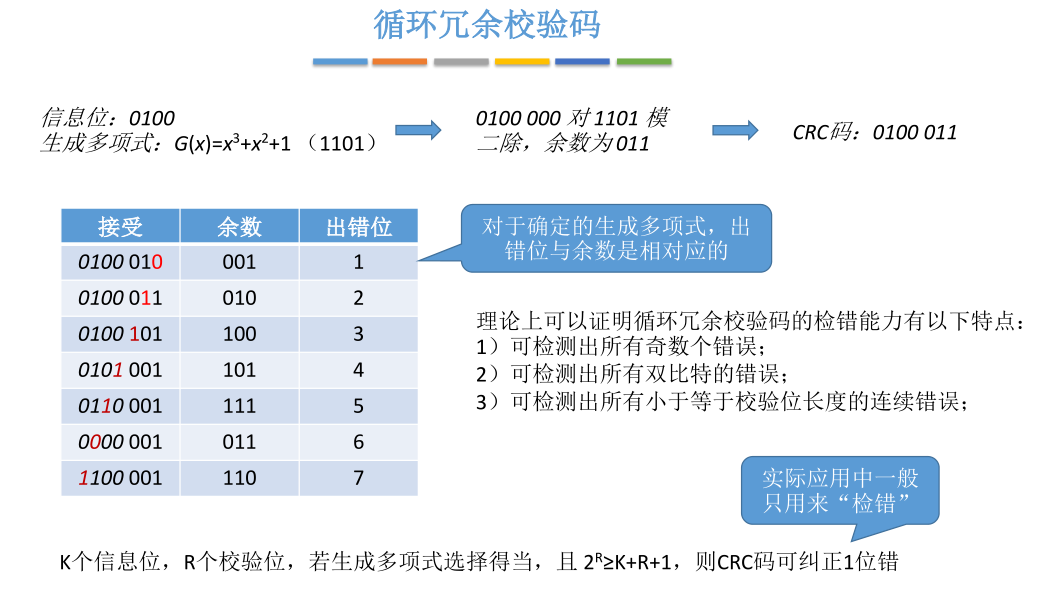 循环冗余校验码
信息位：0100
生成多项式：G(x)=x³+x²+1 （1101）
0100 000 对 1101 模
二除，余数为 011
CRC码：0100 011
接受 余数 出错位
0100 010 001 1
0100 011 010 2
0100 101 100 3
0101 001 101 4
0110 001 111 5
0000 001 011 6
1100 001 110 7
对于确定的生成多项式，出
错位与余数是相对应的
理论上可以证明循环冗余校验码的检错能力有以下特点：
1）可检测出所有奇数个错误；
2）可检测出所有双比特的错误；
3）可检测出所有小于等于校验位长度的连续错误；
实际应用中一般
只用来“检错”
K个信息位，R个校验位，若生成多项式选择得当，且 2ᴿ≥K+R+1，则CRC码可纠正1位错